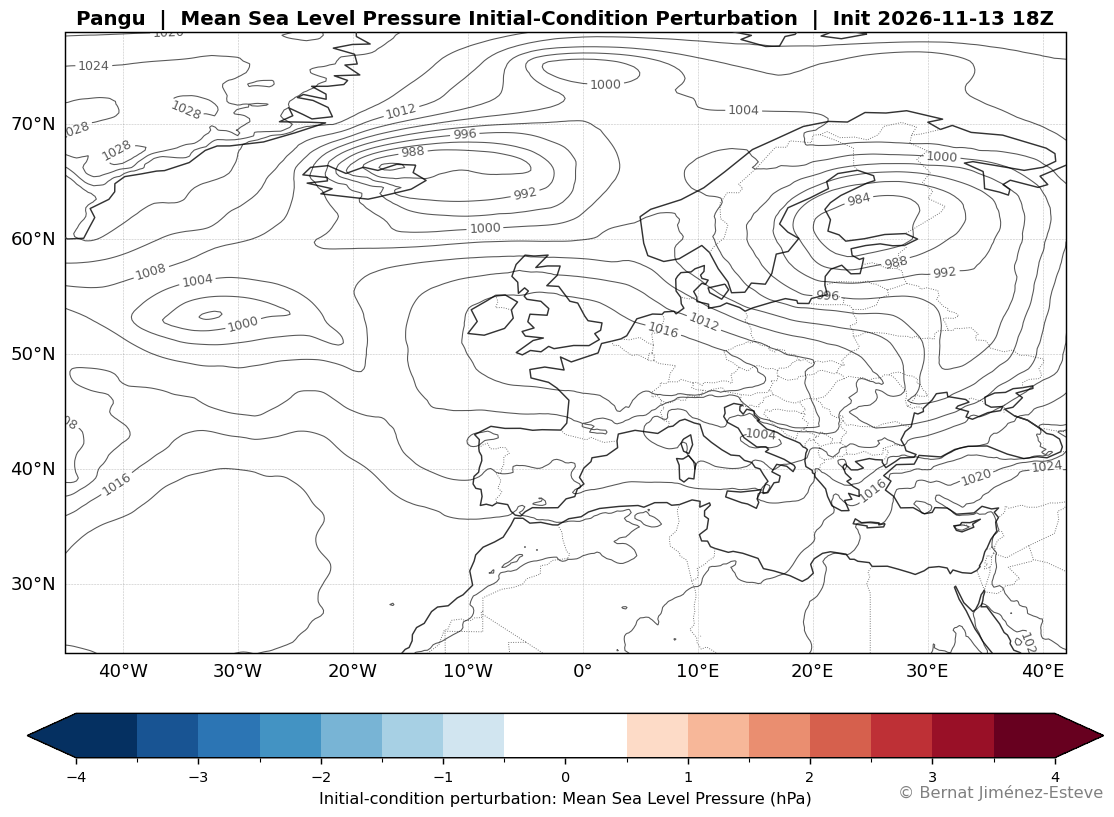 Pangu | Mean Sea Level Pressure Initial-Condition Perturbation | Init 2026-11-13 18Z
1024
1028
1028
1012
996
988
992
1000
1000
1004
1000
984
988
992
996
1008
1004
1000
1016
1012
1004
1016
1016
1020
1024
70°N
60°N
50°N
40°N
30°N
40°W 30°W 20°W 10°W 0° 10°E 20°E 30°E 40°E
−4 −3 −2 −1 0 1 2 3 4
Initial-condition perturbation: Mean Sea Level Pressure (hPa)
© Bernat Jiménez-Esteve